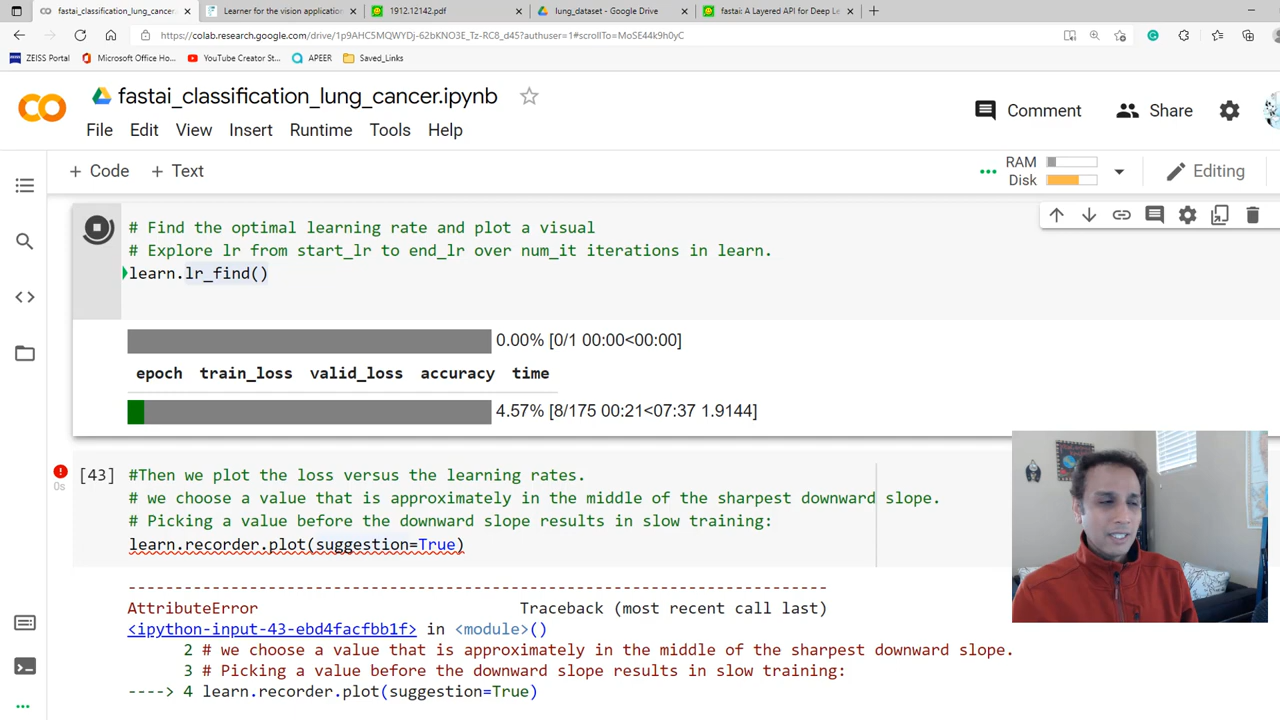 fastai_classification_lung_cancer
Learner for the vision application
1912.12142.pdf
lung_dataset - Google Drive
fastai: A Layered API for Deep Le
https://colab.research.google.com/drive/1p9AHC5MQWYDj-62bKNO3E_Tz-RC8_d45?authuser=1#scrollTo=MoSE44k9h0yC
ZEISS Portal
Microsoft Office Ho...
YouTube Creator St...
APEER
Saved_Links
CO
fastai_classification_lung_cancer.ipynb
Comment
Share
File Edit View Insert Runtime Tools Help
+ Code + Text
RAM
Disk
Editing
# Find the optimal learning rate and plot a visual
# Explore lr from start_lr to end_lr over num_it iterations in learn.
learn.lr_find()
0.00% [0/1 00:00<00:00]
epoch train_loss valid_loss accuracy time
4.57% [8/175 00:21<07:37 1.9144]
[43]
0s
#Then we plot the loss versus the learning rates.
# we choose a value that is approximately in the middle of the sharpest downward slope.
# Picking a value before the downward slope results in slow training:
learn.recorder.plot(suggestion=True)
---------------------------------------------------------------------------
AttributeError Traceback (most recent call last)
<ipython-input-43-ebd4facfbb1f> in <module>()
2 # we choose a value that is approximately in the middle of the sharpest downward slope.
3 # Picking a value before the downward slope results in slow training:
----> 4 learn.recorder.plot(suggestion=True)